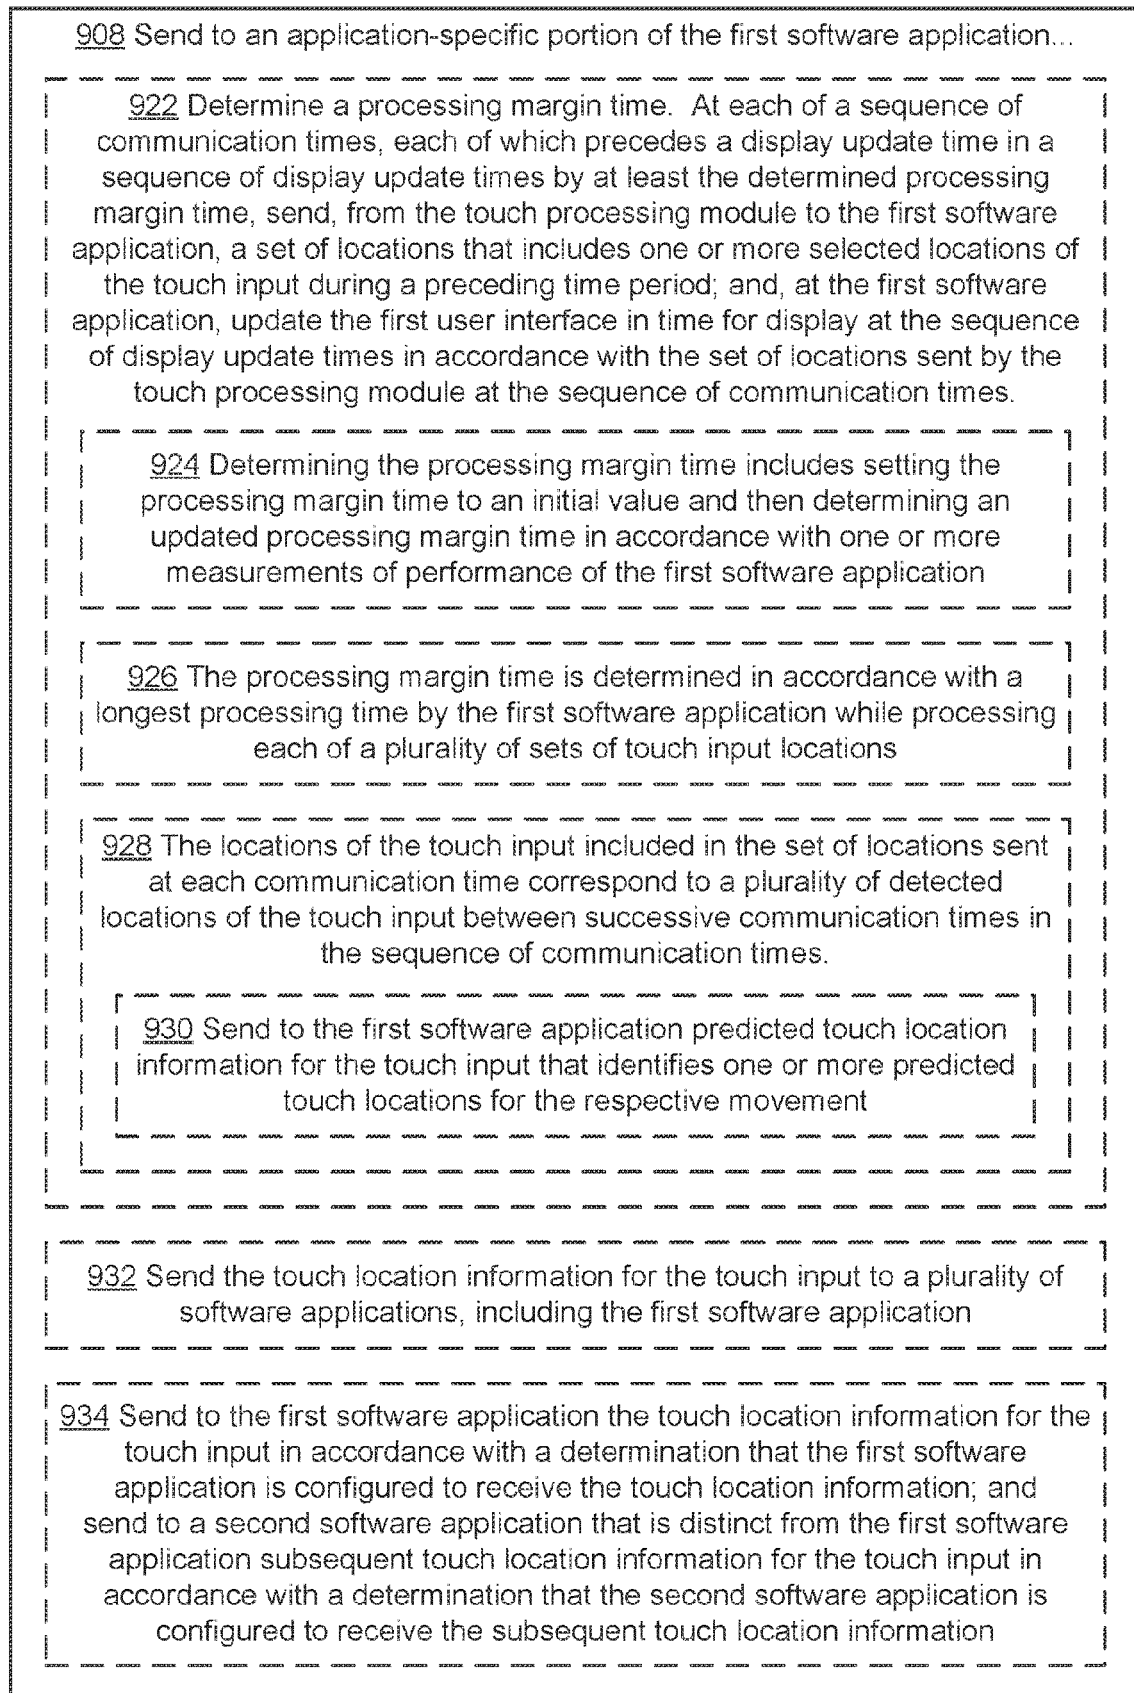 908 Send to an application-specific portion of the first software application...
922 Determine a processing margin time. At each of a sequence of
communication times, each of which precedes a display update time in a
sequence of display update times by at least the determined processing
margin time, send, from the touch processing module to the first software
application, a set of locations that includes one or more selected locations of
the touch input during a preceding time period; and, at the first software
application, update the first user interface in time for display at the sequence
of display update times in accordance with the set of locations sent by the
touch processing module at the sequence of communication times.
924 Determining the processing margin time includes setting the
processing margin time to an initial value and then determining an
updated processing margin time in accordance with one or more
measurements of performance of the first software application
926 The processing margin time is determined in accordance with a
longest processing time by the first software application while processing
each of a plurality of sets of touch input locations
928 The locations of the touch input included in the set of locations sent
at each communication time correspond to a plurality of detected
locations of the touch input between successive communication times in
the sequence of communication times.
930 Send to the first software application predicted touch location
information for the touch input that identifies one or more predicted
touch locations for the respective movement
932 Send the touch location information for the touch input to a plurality of
software applications, including the first software application
934 Send to the first software application the touch location information for the
touch input in accordance with a determination that the first software
application is configured to receive the touch location information; and
send to a second software application that is distinct from the first software
application subsequent touch location information for the touch input in
accordance with a determination that the second software application is
configured to receive the subsequent touch location information